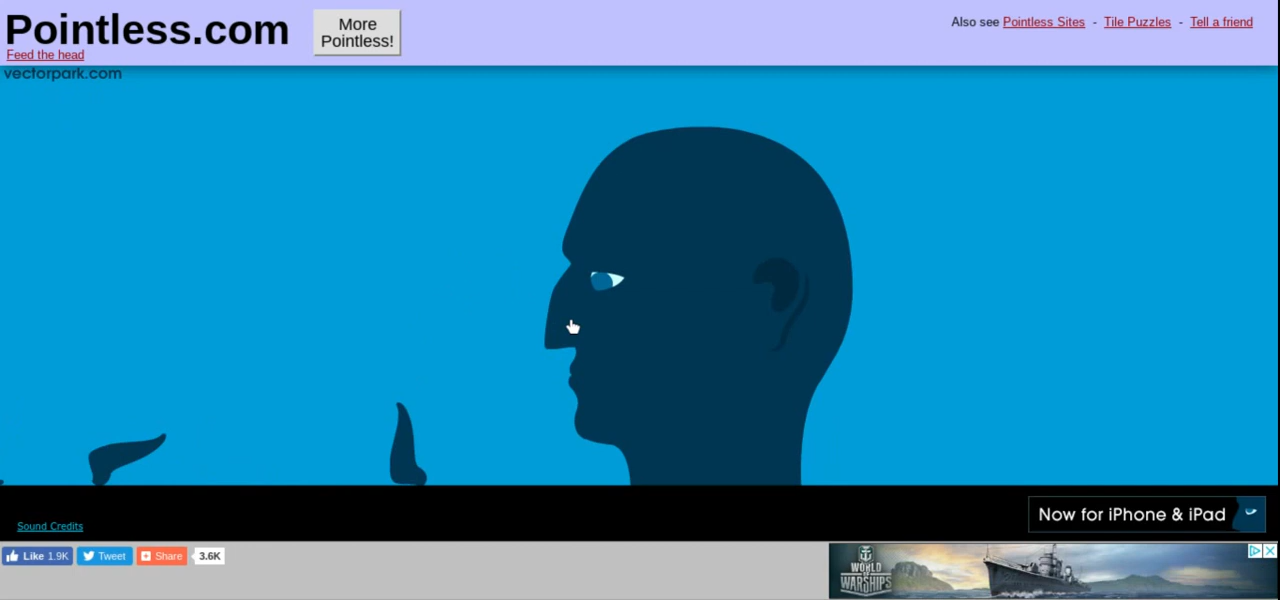 Pointless.com
More
Pointless!
Also see Pointless Sites - Tile Puzzles - Tell a friend
Feed the head
vectorpark.com
Now for iPhone & iPad
Sound Credits
Like 1.9K
Tweet
Share
3.6K
WORLD
OF
WARSHIPS